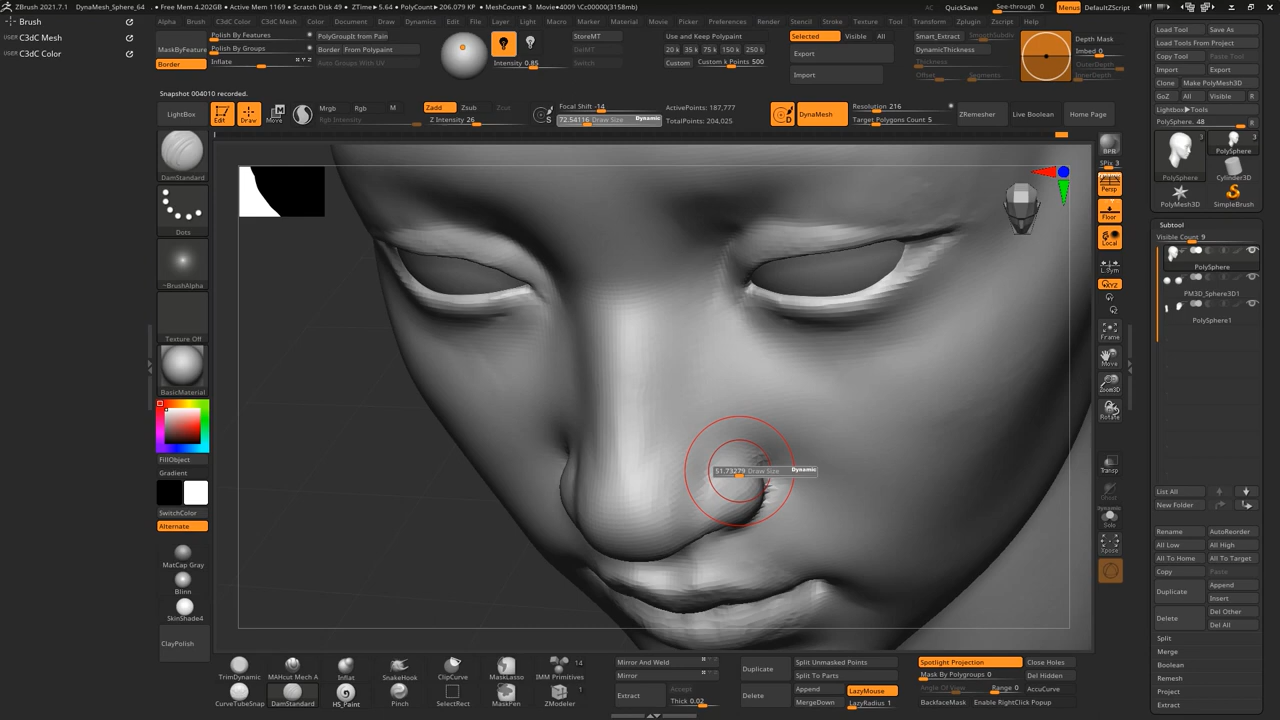 ZBrush 2021.7.1 DynaMesh_Sphere_64 • Free Mem 4.202GB • Active Mem 1169 • Scratch Disk 49 • ZTime▸5.64 • PolyCount▸206.079 KP • MeshCount▸3 Movie▸4009 \Cc00000(3158mb)
AC QuickSave See-through 0 Menus DefaultZScript
Brush
Alpha Brush C3dC Color C3dC Mesh Color Couleur Document Draw Dynamics Edit File Layer Light Macro Marker Material Movie Picker Preferences Render Stencil Stroke Texture Tool Transform Zplugin Zscript Help
USER C3dC Mesh
USER C3dC Color
MaskByFeature
Border
Polish By Features
Polish By Groups
Inflate
PolyGroupIt from Pain
Border From Polypaint
Auto Groups With UV
Intensity 0.85
StoreMT
DelMT
Switch
Use and Keep Polypaint
20 k 35 k 75 k 150 k 250 k
Custom Custom k Points 500
Selected Visible All
Export
Import
Smart_Extract SmoothSubdiv
DynamicThickness
Thickness
Offset Segments
Depth Mask
Imbed 0
OuterDepth
InnerDepth
Snapshot 004010 recorded.
LightBox
Edit
Draw
Move
Mrgb Rgb M
Rgb Intensity
Zadd Zsub Zcut
Z Intensity 26
S
Focal Shift -14
72.54116 Draw Size Dynamic
ActivePoints: 187,777
TotalPoints: 204,025
D
DynaMesh
Resolution 216
Target Polygons Count 5
ZRemesher
Live Boolean
Home Page
DamStandard
Dots
~BrushAlpha
Texture Off
BasicMaterial
FillObject
Gradient
SwitchColor
Alternate
MatCap Gray
Blinn
SkinShade4
ClayPolish
51.73279 Draw Size Dynamic
BPR
SPix 3
Dynamic
Persp
Floor
Local
L.Sym
XYZ
Frame
Move
Zoom3D
Rotate
Transp
Ghost
Dynamic
Solo
Xpose
Load Tool Save As
Load Tools From Project
Copy Tool Paste Tool
Import Export
Clone Make PolyMesh3D
GoZ All Visible R
Lightbox▸Tools
PolySphere. 48 R
3
PolySphere
3
PolySphere
Cylinder3D
PolyMesh3D
SimpleBrush
Subtool
Visible Count 9
PolySphere
PM3D_Sphere3D1
PolySphere1
List All
New Folder
Rename AutoReorder
All Low All High
All To Home All To Target
Copy Paste
Duplicate Append
Insert
Delete Del Other
Del All
Split
Merge
Boolean
Remesh
Project
Extract
TrimDynamic
MAHcut Mech A
Inflat
SnakeHook
ClipCurve
MaskLasso
14
IMM Primitives
CurveTubeSnap
DamStandard
HS_Paint
Pinch
SelectRect
MaskPen
1
ZModeler
Mirror And Weld
Mirror
Extract
Accept
Thick 0.02
Duplicate
Delete
Split Unmasked Points
Split To Parts
Append
LazyMouse
MergeDown
LazyRadius 1
Spotlight Projection
Mask By Polygroups 0
Angle Of View Range 0
BackfaceMask
Close Holes
Del Hidden
AccuCurve
Enable RightClick Popup